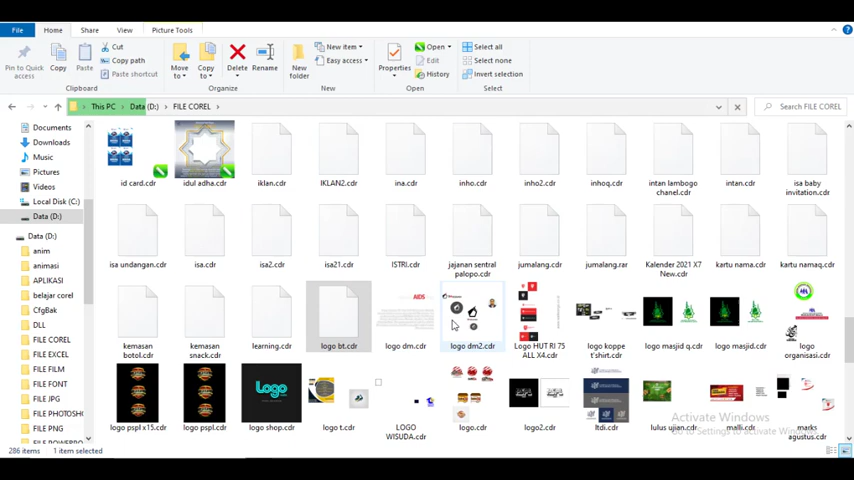 File
Home
Share
View
Picture Tools
Pin to Quick access
Copy
Paste
Cut
Copy path
Paste shortcut
Clipboard
Move to
Copy to
Delete
Rename
Organize
New folder
New item
Easy access
New
Properties
Open
Edit
History
Open
Select all
Select none
Invert selection
Select
This PC
Data (D:)
FILE COREL
Search FILE COREL
Documents
Downloads
Music
Pictures
Videos
Local Disk (C:)
Data (D:)
Data (D:)
anim
animasi
APLIKASI
belajar corel
CfgBak
DLL
FILE COREL
FILE EXCEL
FILE FILM
FILE FONT
FILE JPG
FILE PHOTOSH
FILE PNG
id card.cdr
idul adha.cdr
iklan.cdr
IKLAN2.cdr
ina.cdr
inho.cdr
inho2.cdr
inhoq.cdr
intan lambogo chanel.cdr
intan.cdr
isa baby invitation.cdr
isa undangan.cdr
isa.cdr
isa2.cdr
isa21.cdr
ISTRI.cdr
jajanan sentral palopo.cdr
jumalang.cdr
jumalang.rar
Kalender 2021 X7 New.cdr
kartu nama.cdr
kartu namaq.cdr
AIDS
kemasan botol.cdr
kemasan snack.cdr
learning.cdr
logo bt.cdr
logo dm.cdr
logo dm2.cdr
Logo HUT RI 75 ALL X4.cdr
logo koppe t'shirt.cdr
logo masjid q.cdr
logo masjid.cdr
logo organisasi.cdr
Logo
logo pspl x15.cdr
logo pspl.cdr
logo shop.cdr
logo t.cdr
LOGO WISUDA.cdr
logo.cdr
logo2.cdr
ltdi.cdr
lulus ujian.cdr
malli.cdr
marks agustus.cdr
Activate Windows
Go to Settings to activate Windows.
286 items
1 item selected